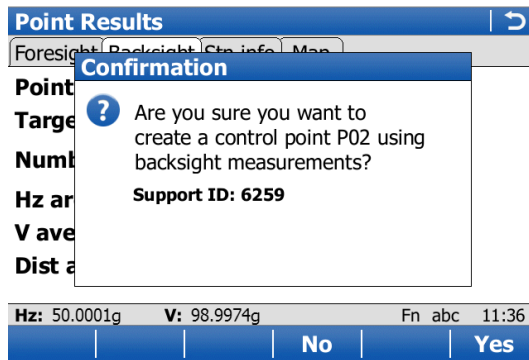 Point Results
Foresight Backsight Stn info Map
Confirmation
Point
Targe
Are you sure you want to
create a control point P02 using
backsight measurements?
Numb
Support ID: 6259
Hz ar
V ave
Dist a
Hz: 50.0001g V: 98.9974g Fn abc 11:36
No Yes